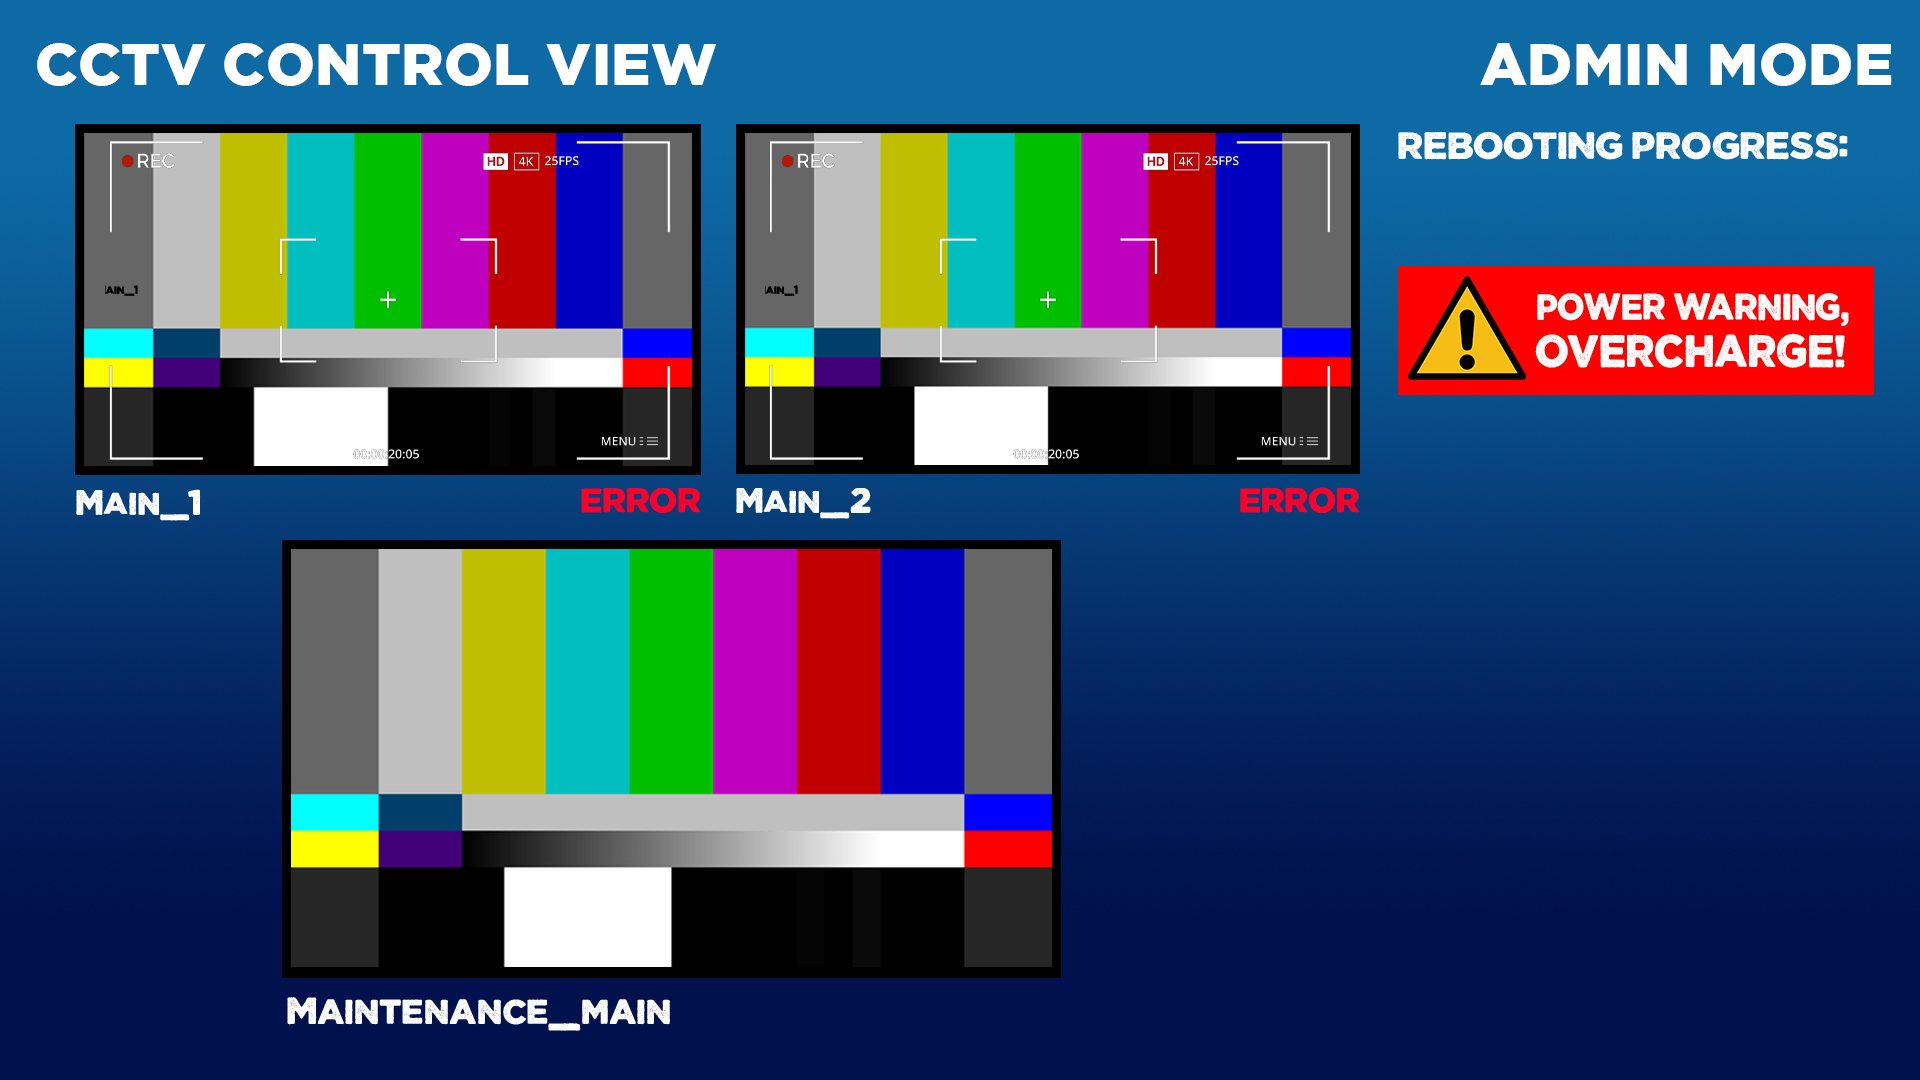 CCTV CONTROL VIEW
ADMIN MODE
REC
HD 4K 25FPS
AIN_1
MENU
00:00:20:05
MAIN_1
ERROR
REC
HD 4K 25FPS
AIN_1
MENU
00:00:20:05
MAIN_2
ERROR
REBOOTING PROGRESS:
POWER WARNING,
OVERCHARGE!
MAINTENANCE_MAIN